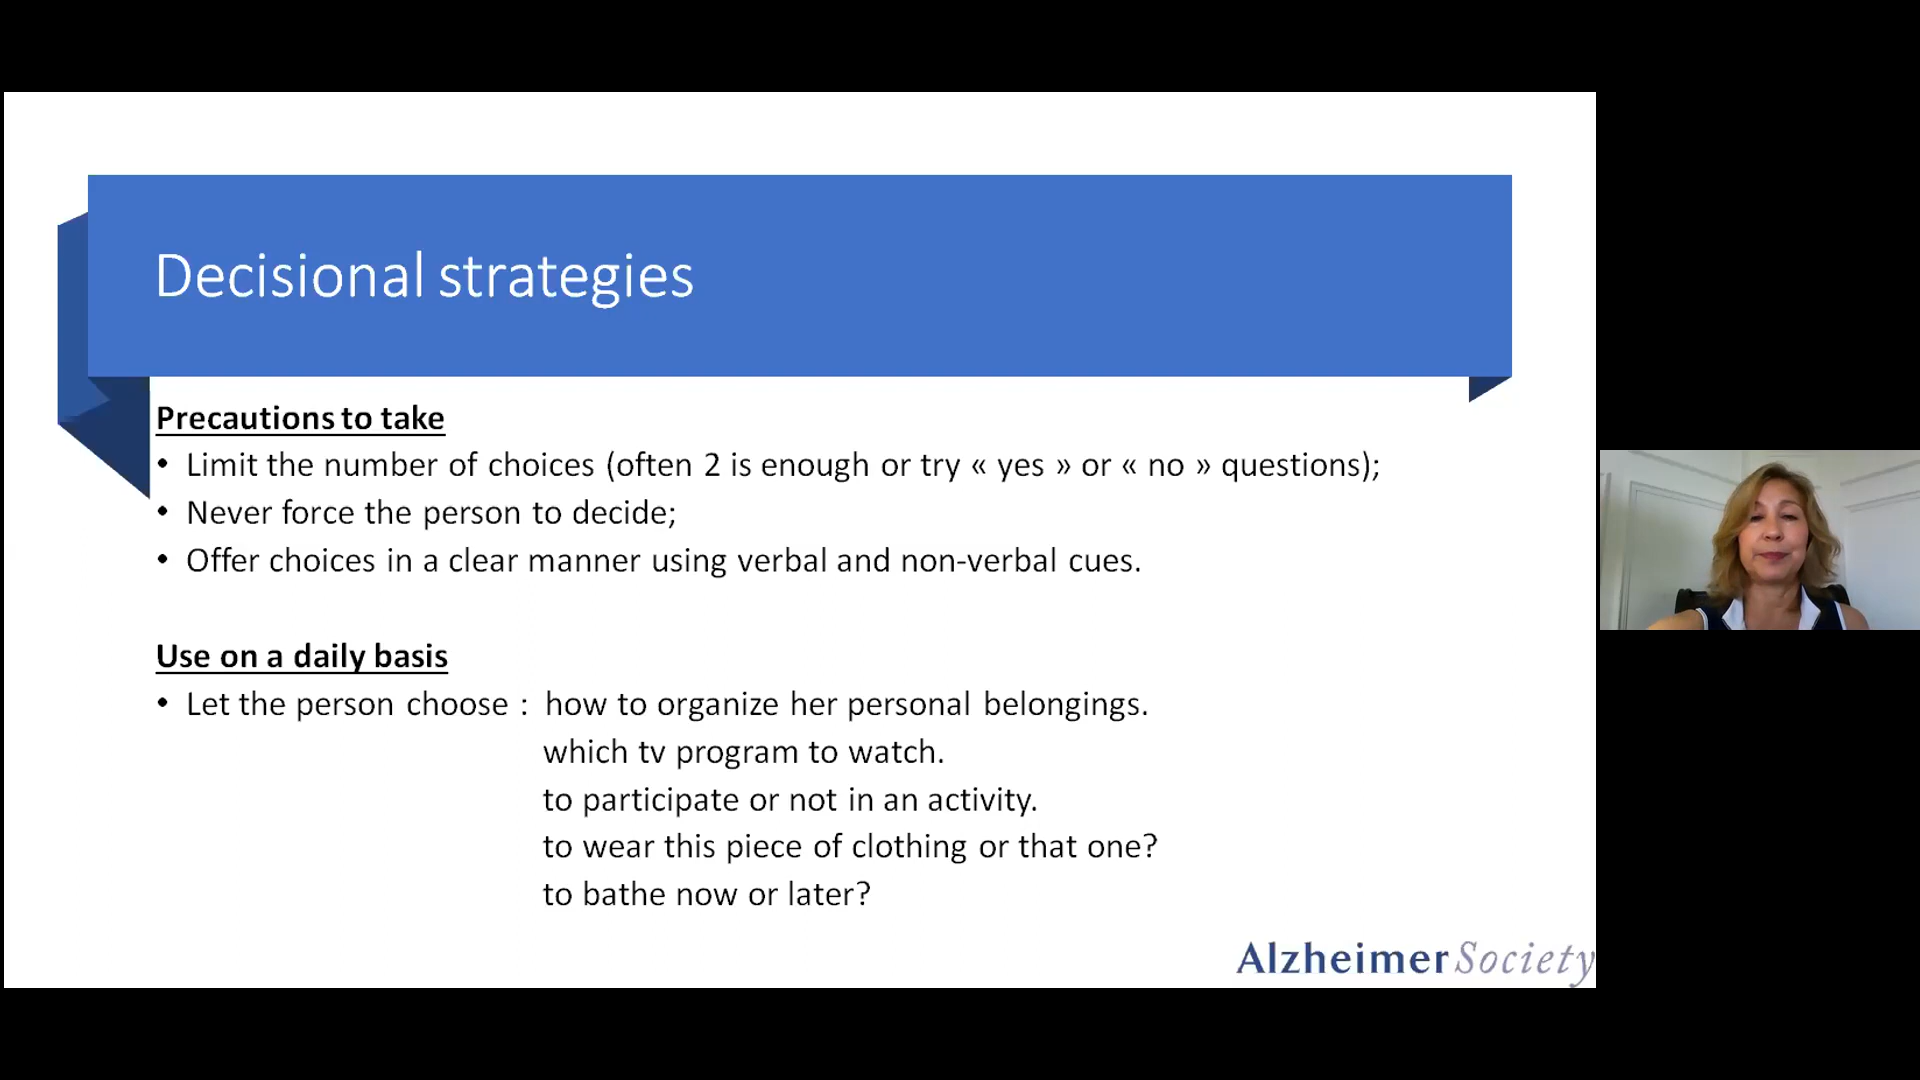 Decisional strategies
Precautions to take
• Limit the number of choices (often 2 is enough or try « yes » or « no » questions);
• Never force the person to decide;
• Offer choices in a clear manner using verbal and non-verbal cues.
Use on a daily basis
• Let the person choose : how to organize her personal belongings.
which tv program to watch.
to participate or not in an activity.
to wear this piece of clothing or that one?
to bathe now or later?
Alzheimer Society